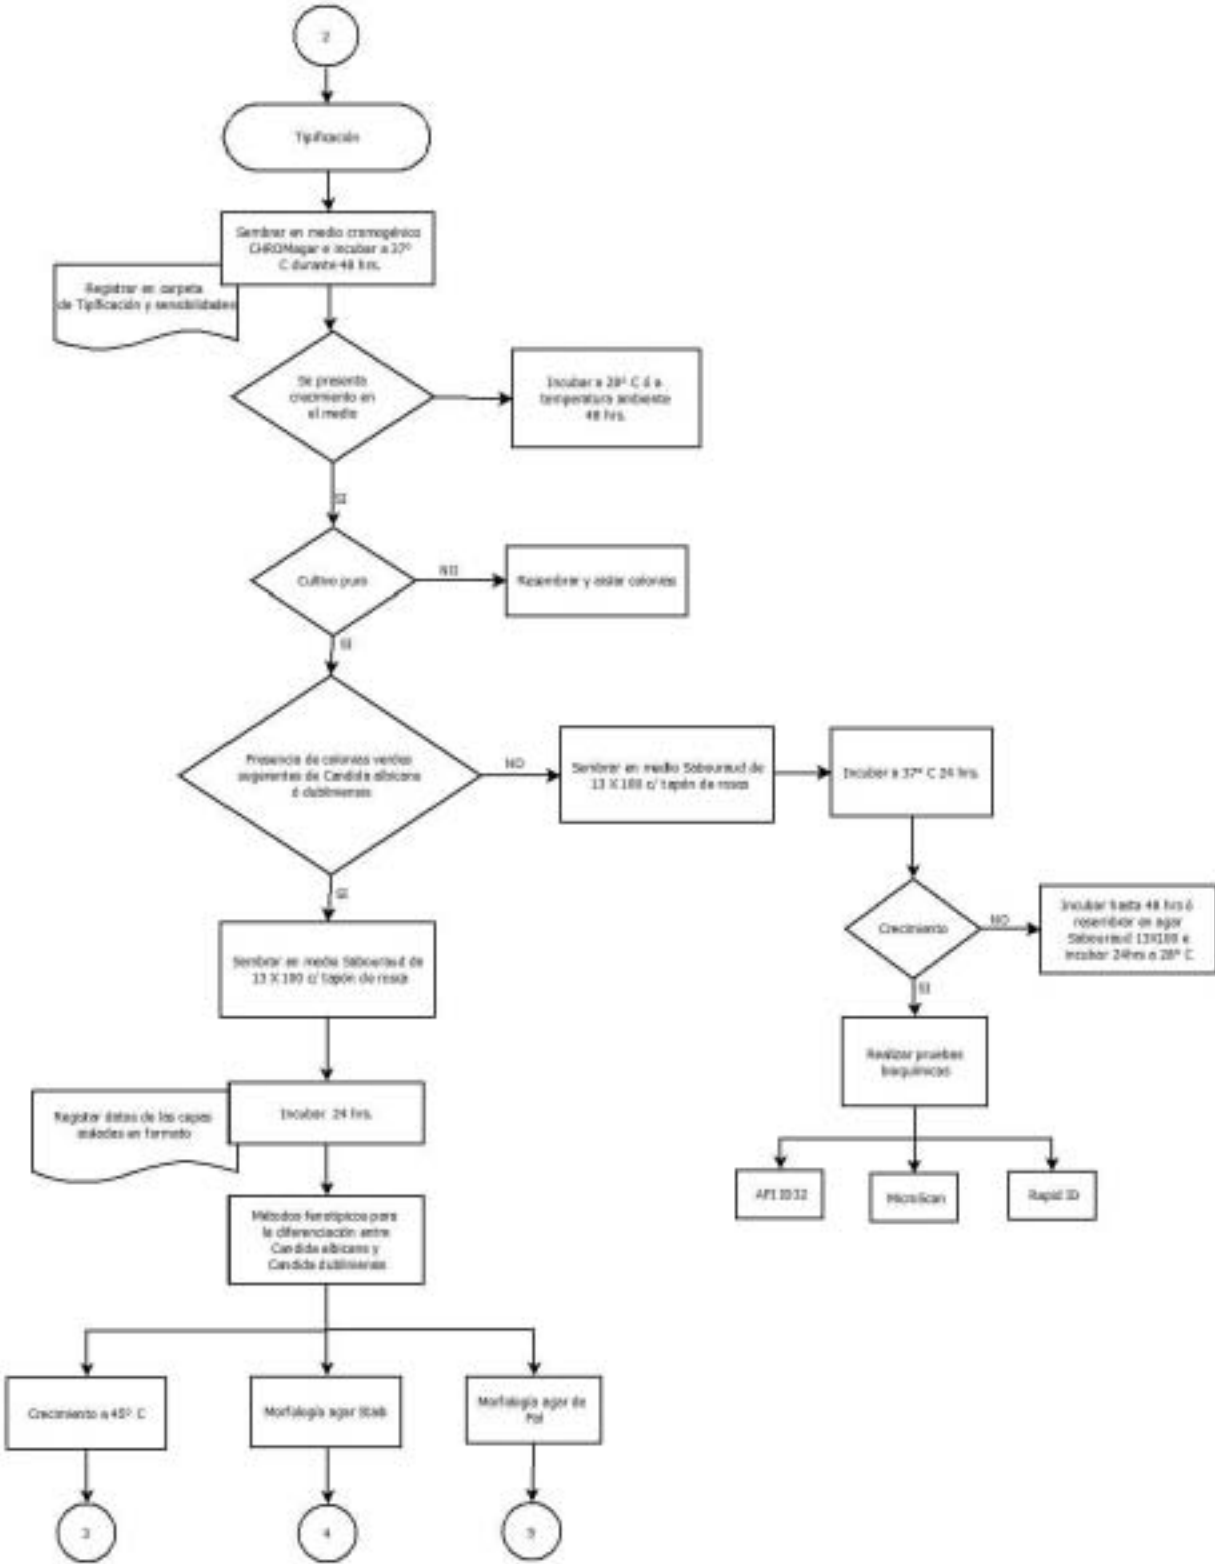 2
Tipificación
Sembrar en medio cromogénico
CHROMagar e incubar a 37º
C durante 48 hrs.
Registrar en carpeta
de Tipificación y sensibilidades
Se presenta
crecimiento en
el medio
Incubar a 28º C ó a
temperatura ambiente
48 hrs.
SI
Cultivo puro
NO
Resembrar y aislar colonias
SI
Presencia de colonias verdes
sugerentes de Candida albicans
ó dubliniensis
NO
Sembrar en medio Sabouraud de
13 X 100 c/ tapón de rosca
Incubar a 37º C 24 hrs.
SI
Crecimiento
NO
Incubar hasta 48 hrs ó
resembrar en agar
Sabouraud 13X100 e
incubar 24hrs a 28º C
Sembrar en medio Sabouraud de
13 X 100 c/ tapón de rosca
SI
Realizar pruebas
bioquímicas
Registar datos de las cepas
aisladas en formato
Incubar 24 hrs.
API ID32
MicroScan
Rapid ID
Métodos fenotípicos para
la diferenciación entre
Candida albicans y
Candida dubliniensis
Crecimiento a 45º C
Morfología agar Staib
Morfología agar de
Pal
3
4
5